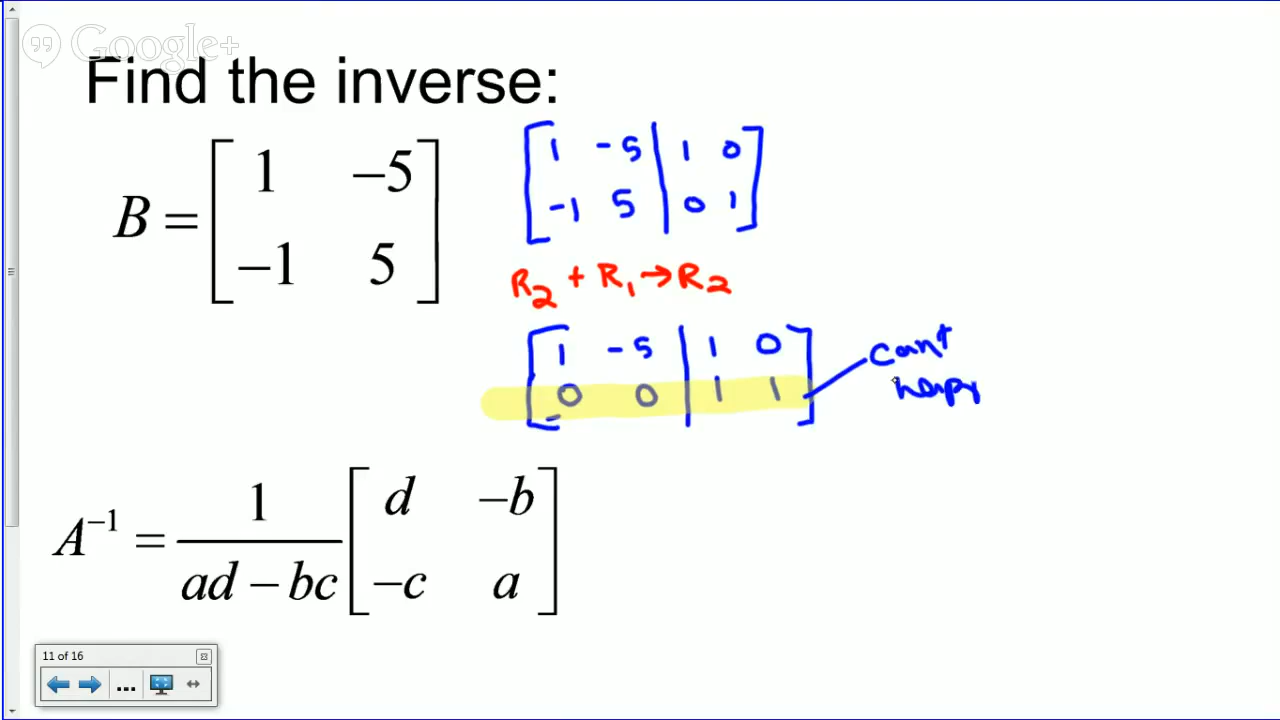 Google+
Find the inverse:
B = [ 1 −5
−1 5 ]
[ 1 -5 | 1 0
-1 5 | 0 1 ]
R₂ + R₁ → R₂
[ 1 -5 | 1 0
0 0 | 1 1 ]
can't
A⁻¹ = 1/(ad − bc) [ d −b
−c a ]
11 of 16
...